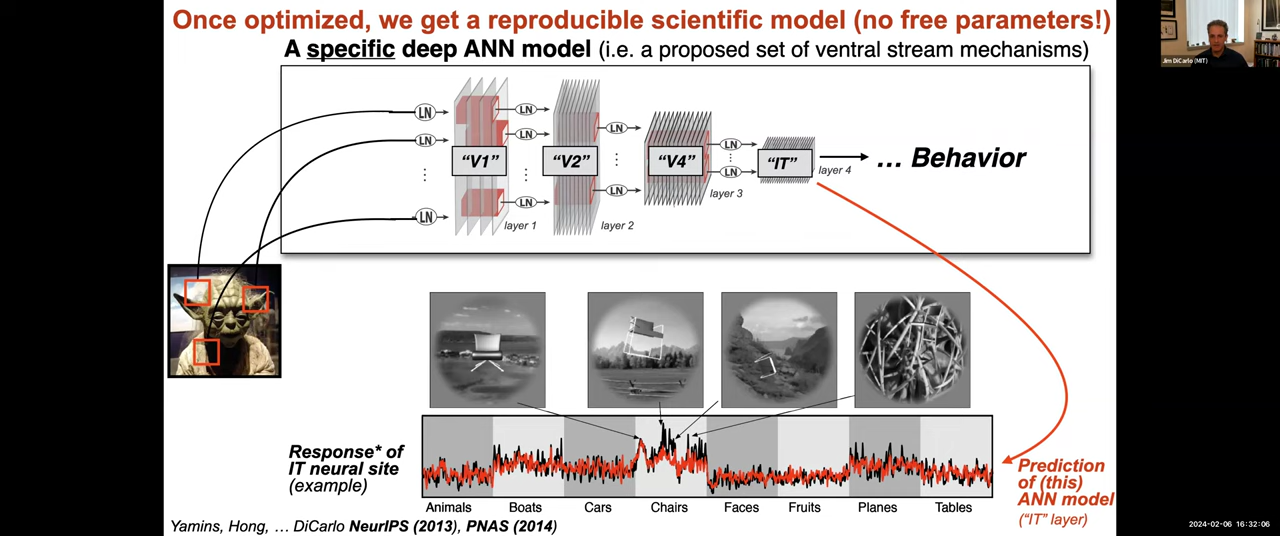 Once optimized, we get a reproducible scientific model (no free parameters!)
A specific deep ANN model (i.e. a proposed set of ventral stream mechanisms)
Jim DiCarlo (MIT)
LN
LN
LN
"V1"
layer 1
LN
LN
LN
"V2"
layer 2
LN
LN
"V4"
layer 3
LN
LN
"IT"
layer 4
... Behavior
Response* of
IT neural site
(example)
Animals
Boats
Cars
Chairs
Faces
Fruits
Planes
Tables
Prediction
of (this)
ANN model
("IT" layer)
Yamins, Hong, ... DiCarlo NeurIPS (2013), PNAS (2014)
2024-02-06 16:32:06